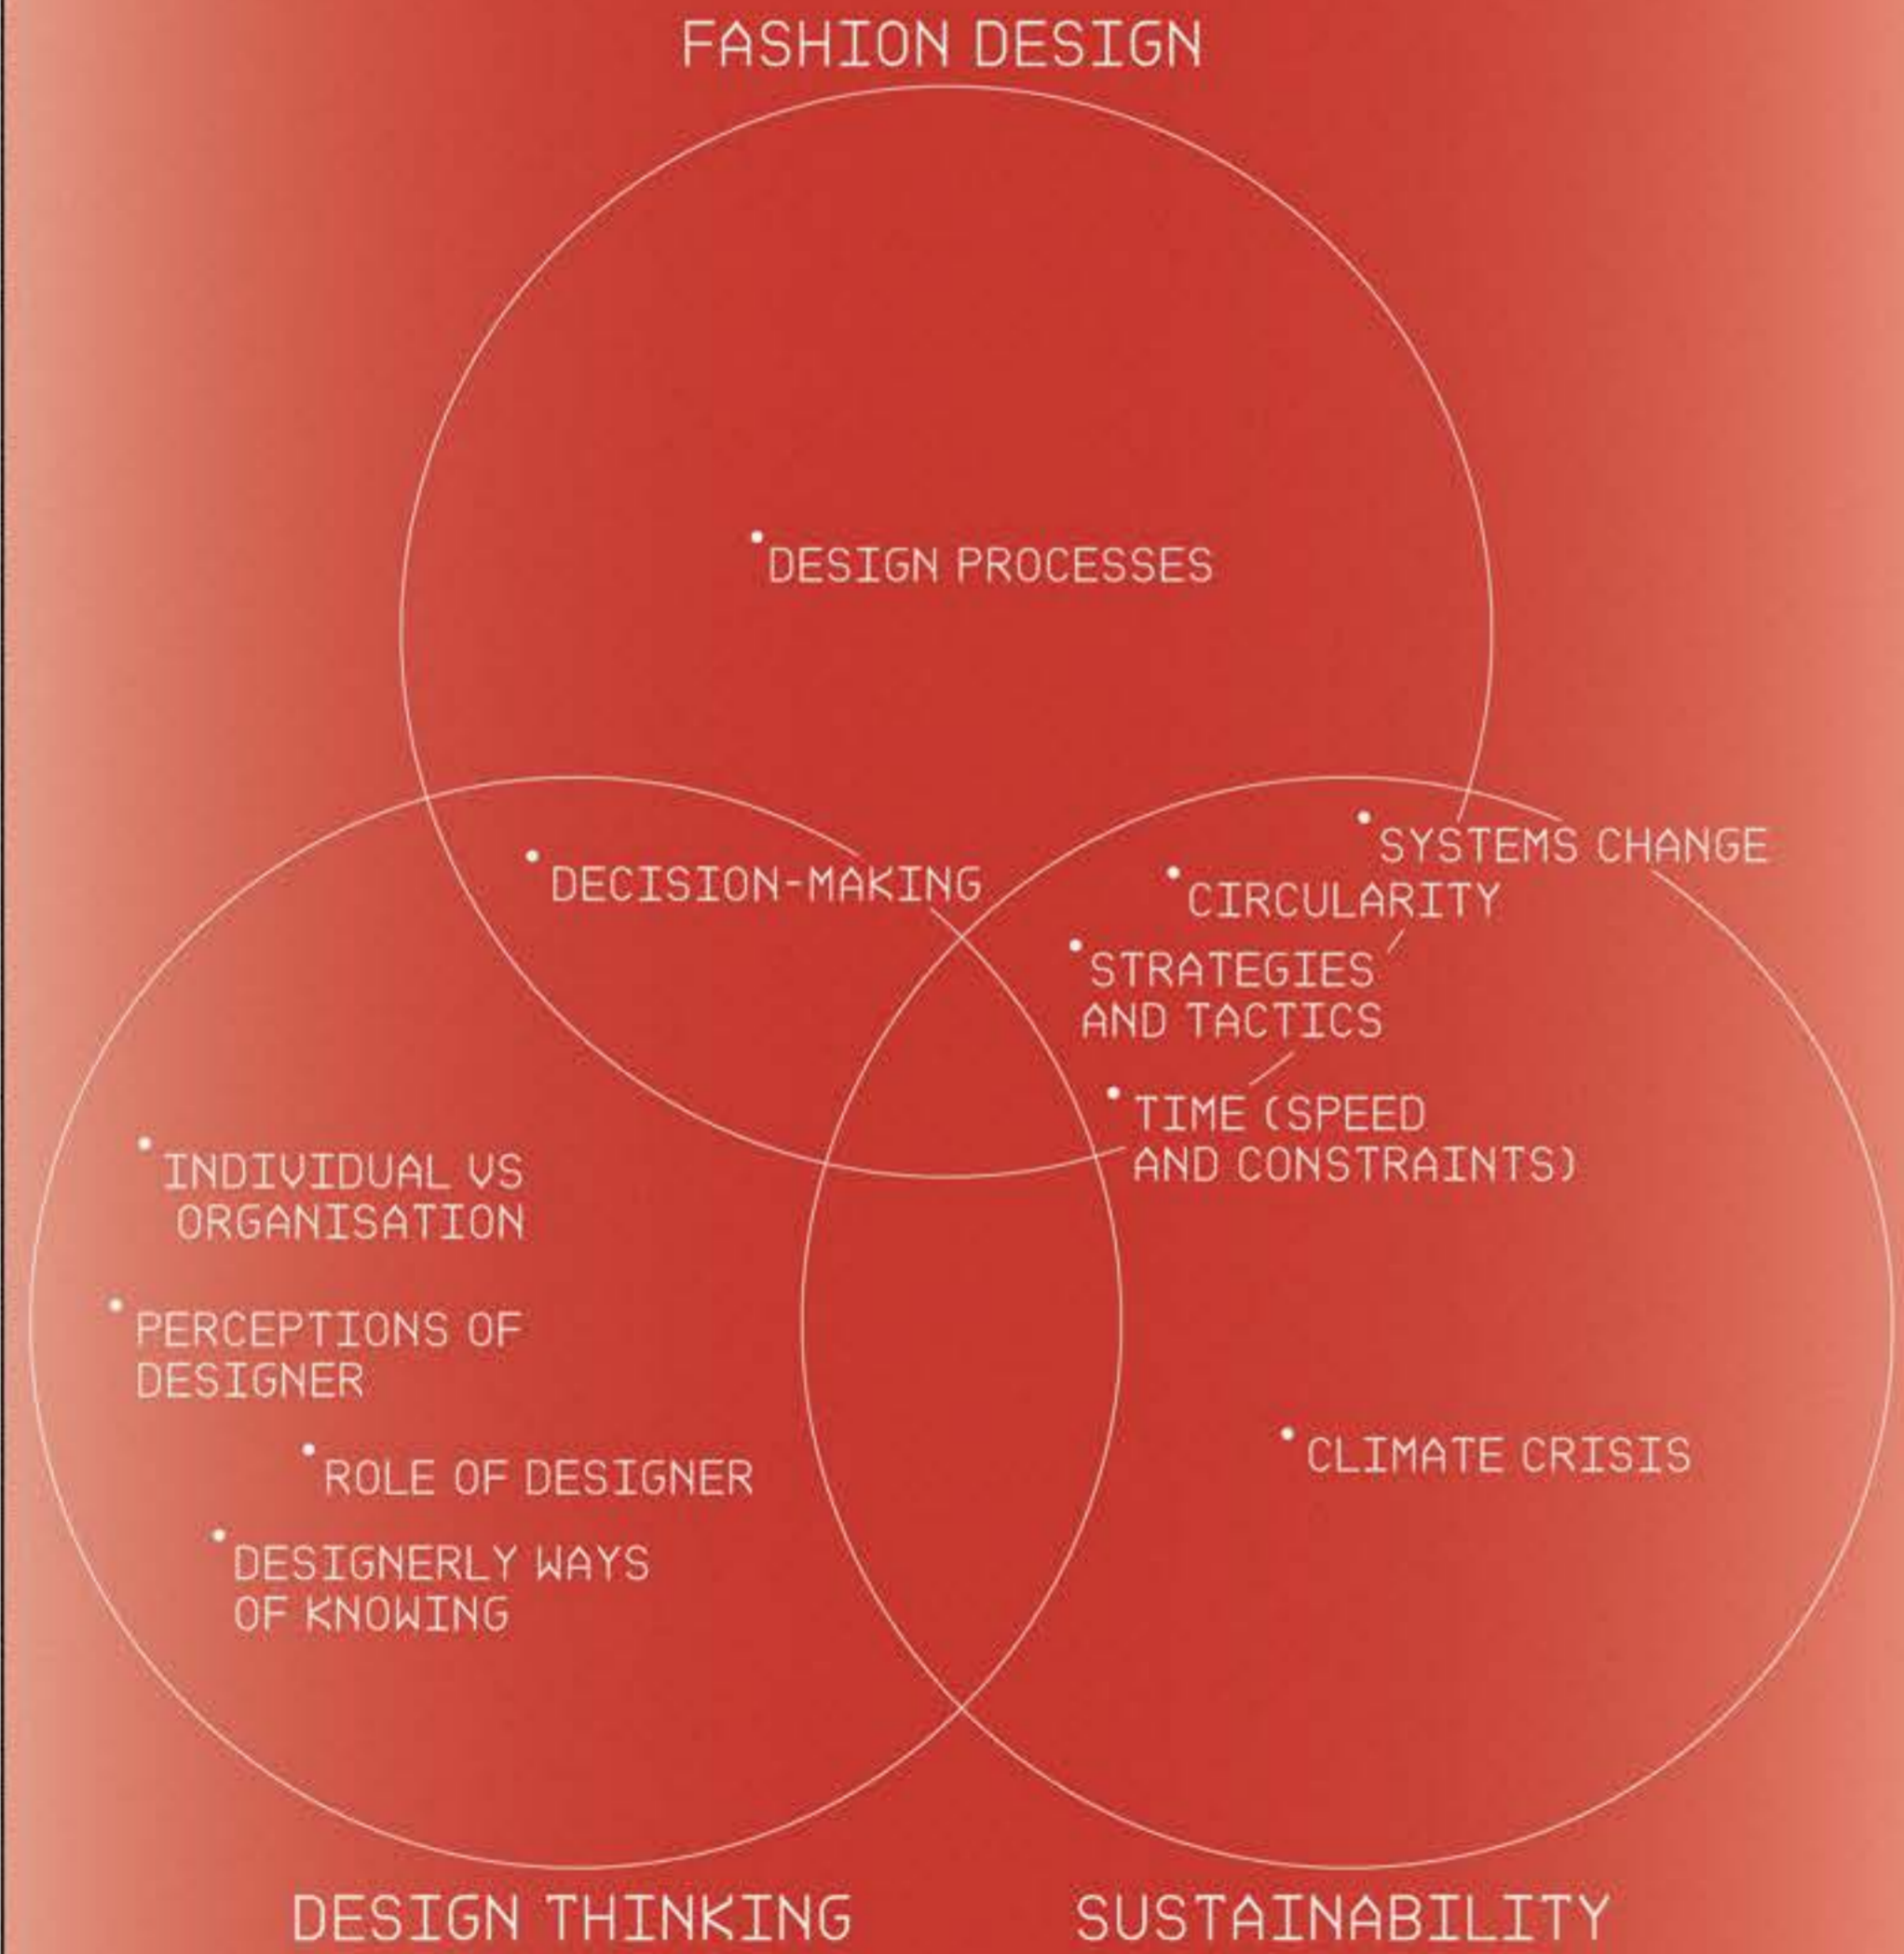 FASHION DESIGN
DESIGN PROCESSES
SYSTEMS CHANGE
DECISION-MAKING
CIRCULARITY
STRATEGIES
AND TACTICS
TIME (SPEED
AND CONSTRAINTS)
INDIVIDUAL VS
ORGANISATION
PERCEPTIONS OF
DESIGNER
ROLE OF DESIGNER
DESIGNERLY WAYS
OF KNOWING
CLIMATE CRISIS
DESIGN THINKING
SUSTAINABILITY